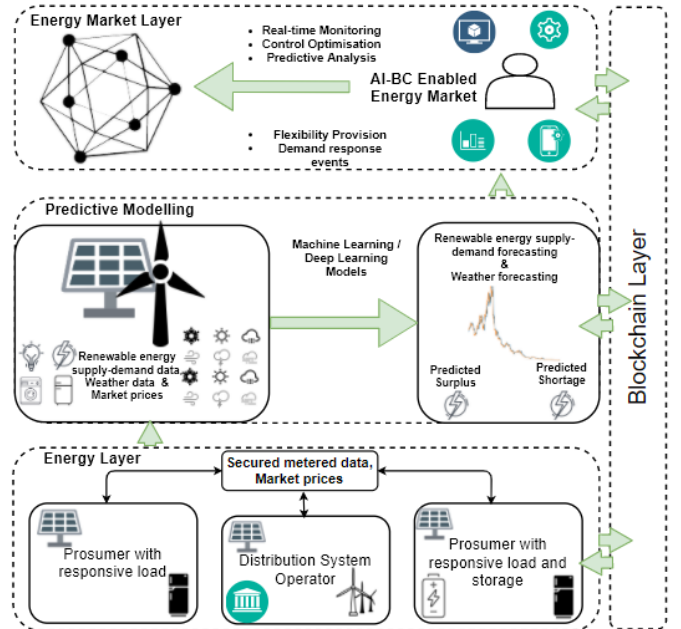 Energy Market Layer
• Real-time Monitoring
• Control Optimisation
• Predictive Analysis
AI-BC Enabled
Energy Market
• Flexibility Provision
• Demand response
events
Predictive Modelling
Machine Learning /
Deep Learning
Models
Renewable energy
supply-demand data,
Weather data &
Market prices
Renewable energy supply-
demand forecasting
&
Weather forecasting
Predicted
Surplus
Predicted
Shortage
Energy Layer
Secured metered data,
Market prices
Prosumer with
responsive load
Distribution System
Operator
Prosumer with
responsive load and
storage
Blockchain Layer